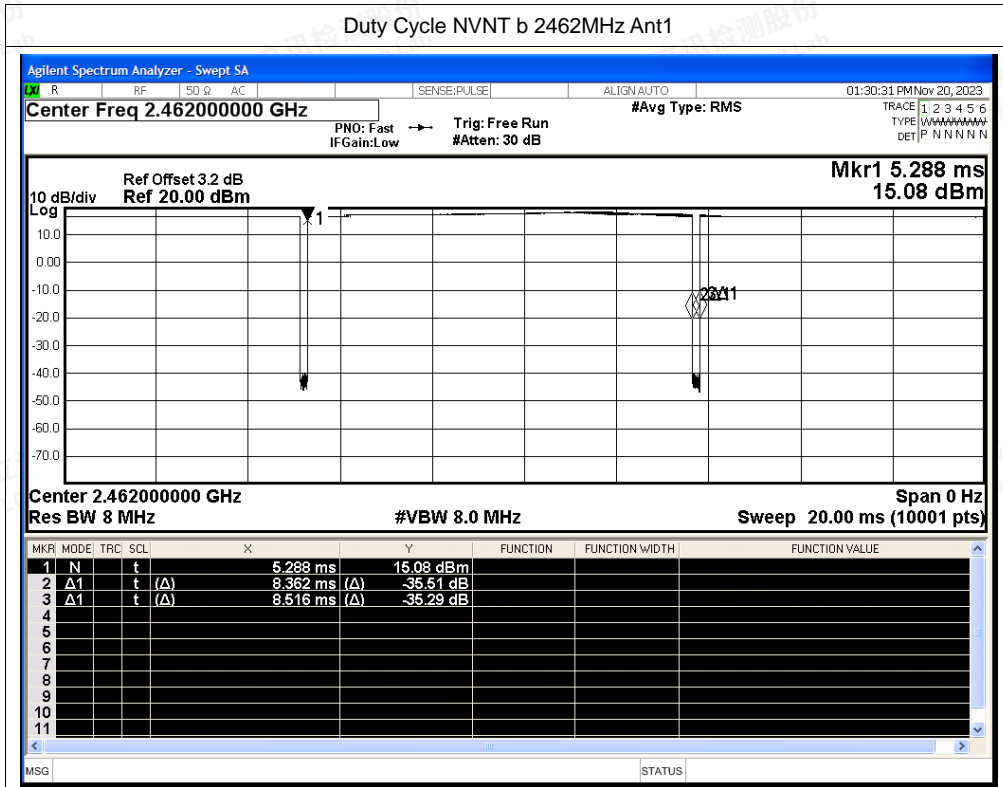 Duty Cycle NVNT b 2462MHz Ant1
Agilent Spectrum Analyzer - Swept SA
LXI R RF 50 Ω AC SENSE:PULSE ALIGN AUTO 01:30:31 PM Nov 20, 2023
Center Freq 2.462000000 GHz #Avg Type: RMS TRACE 1 2 3 4 5 6
PNO: Fast Trig: Free Run TYPE
IFGain:Low #Atten: 30 dB DET P N N N N N
Mkr1 5.288 ms
Ref Offset 3.2 dB
10 dB/div Ref 20.00 dBm 15.08 dBm
Log
1
10.0
0.00
-10.0
-20.0
-30.0
-40.0
-50.0
-60.0
-70.0
Center 2.462000000 GHz Span 0 Hz
Res BW 8 MHz #VBW 8.0 MHz Sweep 20.00 ms (10001 pts)
MKR MODE TRC SCL X Y FUNCTION FUNCTION WIDTH FUNCTION VALUE
1 N t 5.288 ms 15.08 dBm
2 Δ1 t (Δ) 8.362 ms (Δ) -35.51 dB
3 Δ1 t (Δ) 8.516 ms (Δ) -35.29 dB
4
5
6
7
8
9
10
11
MSG STATUS